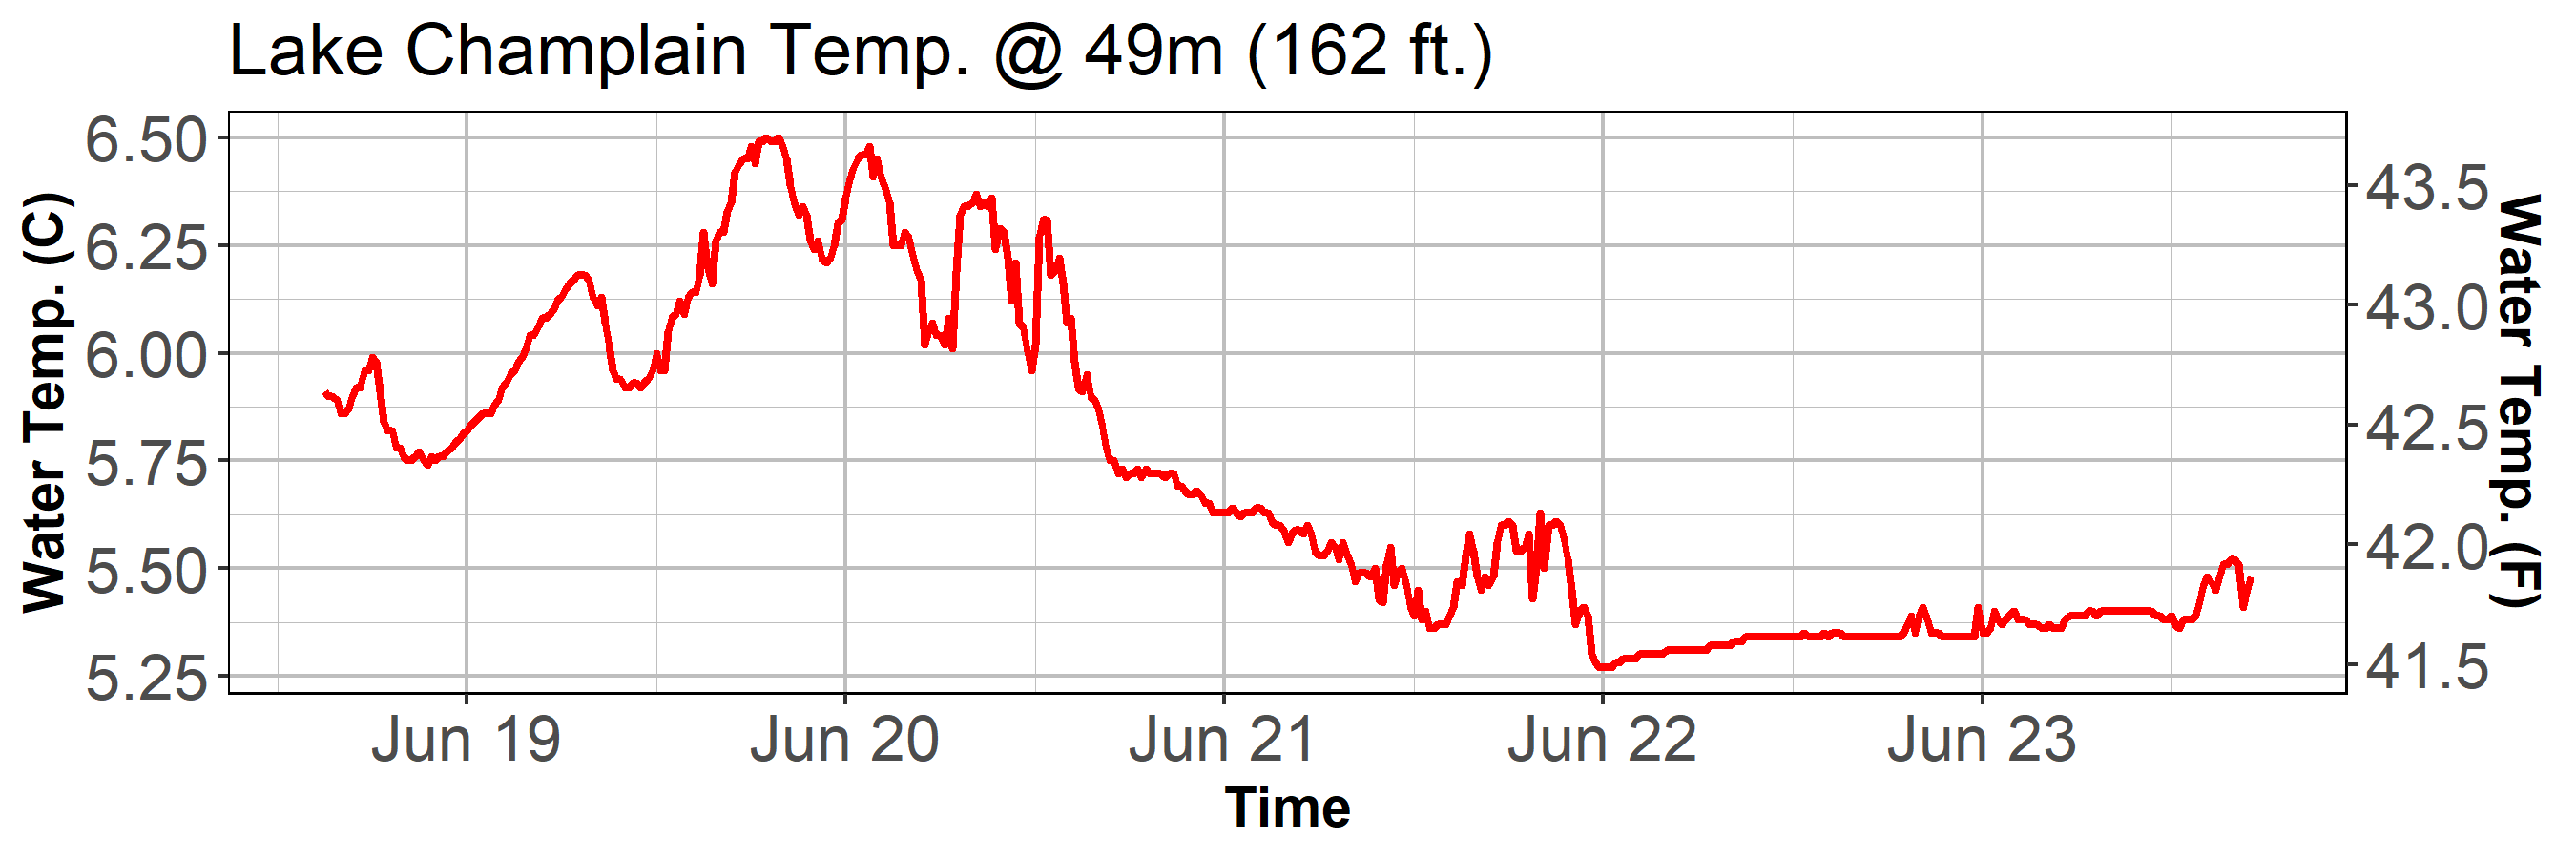 Lake Champlain Temp. @ 49m (162 ft.)
Water Temp. (C)
6.50
6.25
6.00
5.75
5.50
5.25
43.5
43.0
42.5
42.0
41.5
Water Temp. (F)
Jun 19 Jun 20 Jun 21 Jun 22 Jun 23
Time